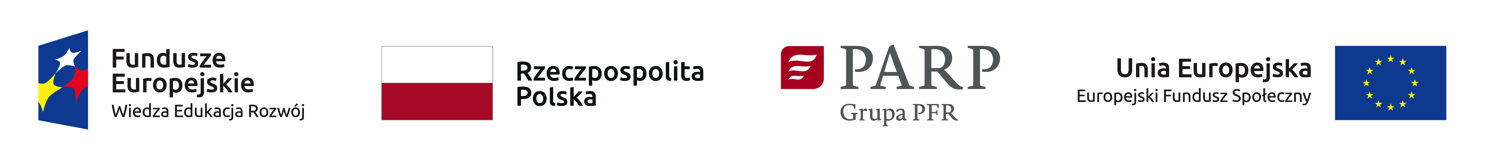 Fundusze
Europejskie
Wiedza Edukacja Rozwój
Rzeczpospolita
Polska
PARP
Grupa PFR
Unia Europejska
Europejski Fundusz Społeczny